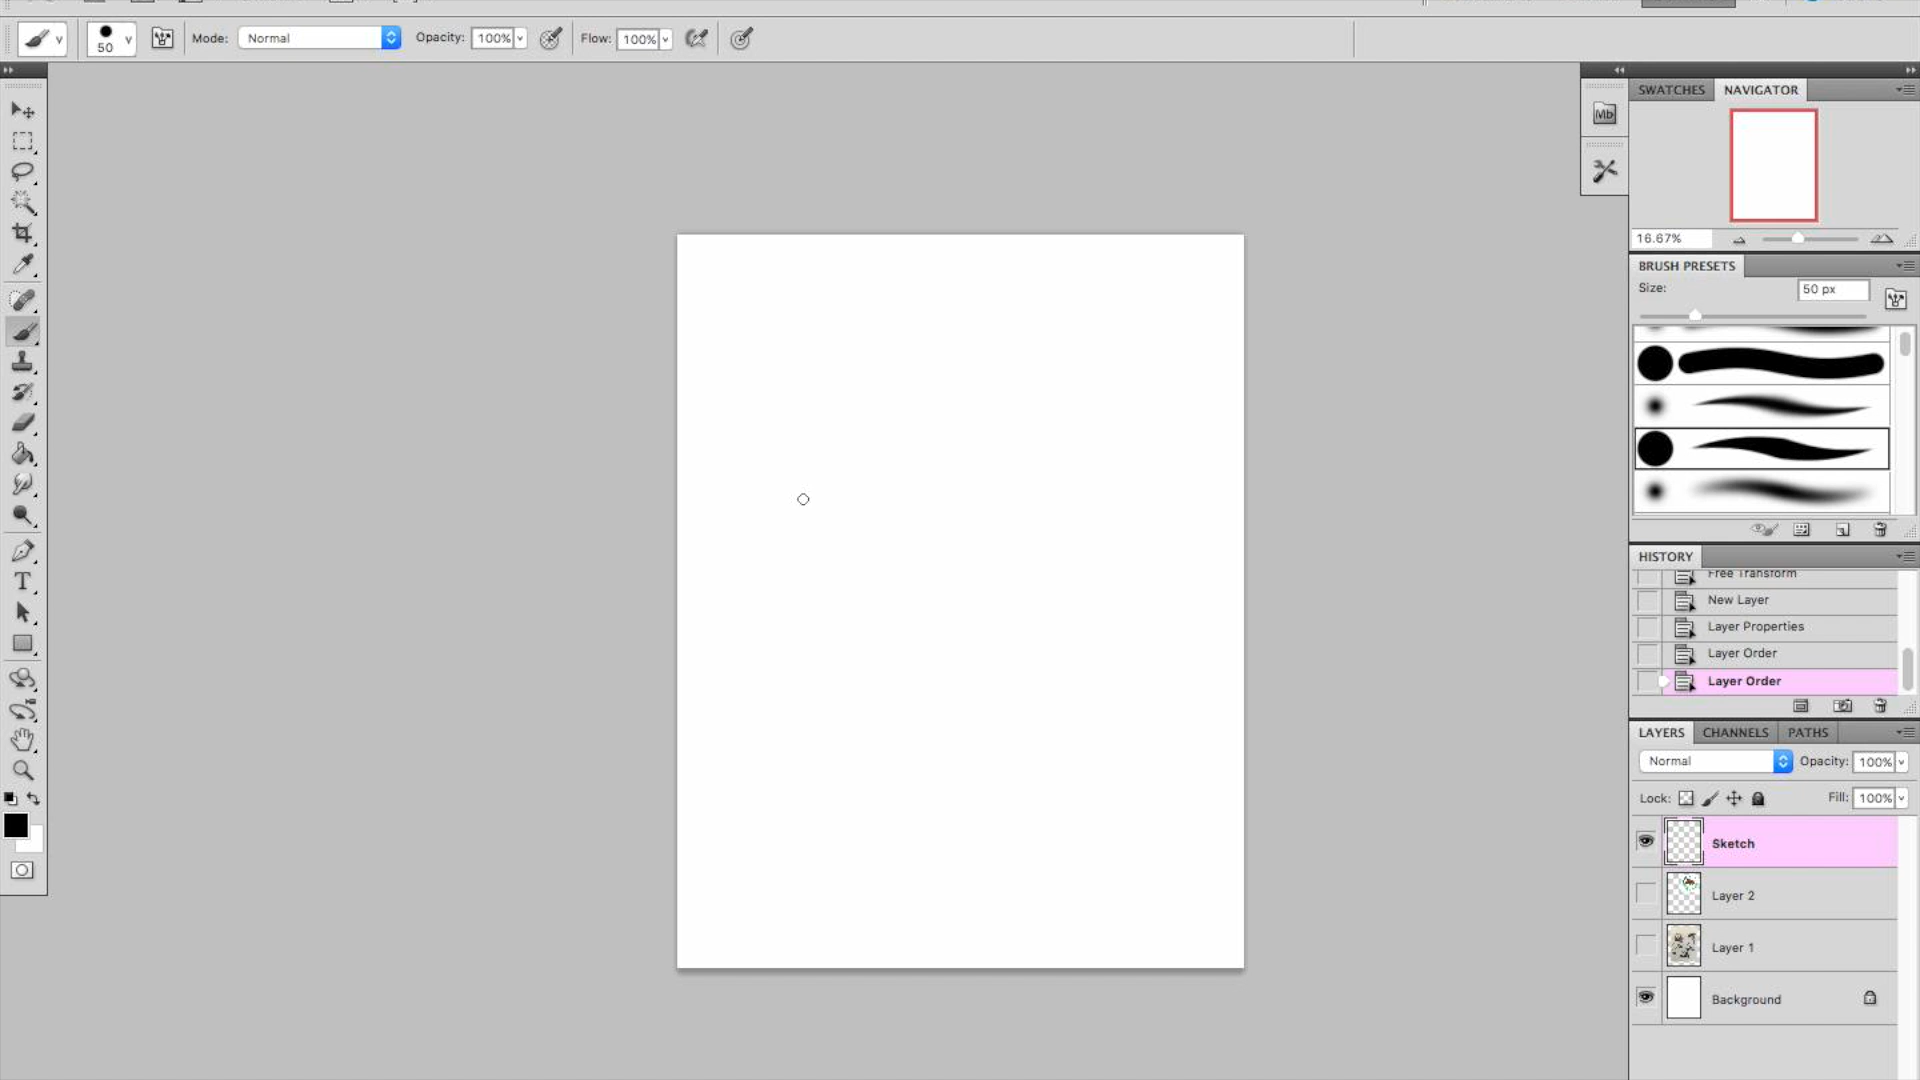 50
Mode: Normal
Opacity: 100%
Flow: 100%
Mb
SWATCHES NAVIGATOR
16.67%
BRUSH PRESETS
Size: 50 px
HISTORY
Free Transform
New Layer
Layer Properties
Layer Order
Layer Order
LAYERS CHANNELS PATHS
Normal Opacity: 100%
Lock: Fill: 100%
Sketch
Layer 2
Layer 1
Background
T